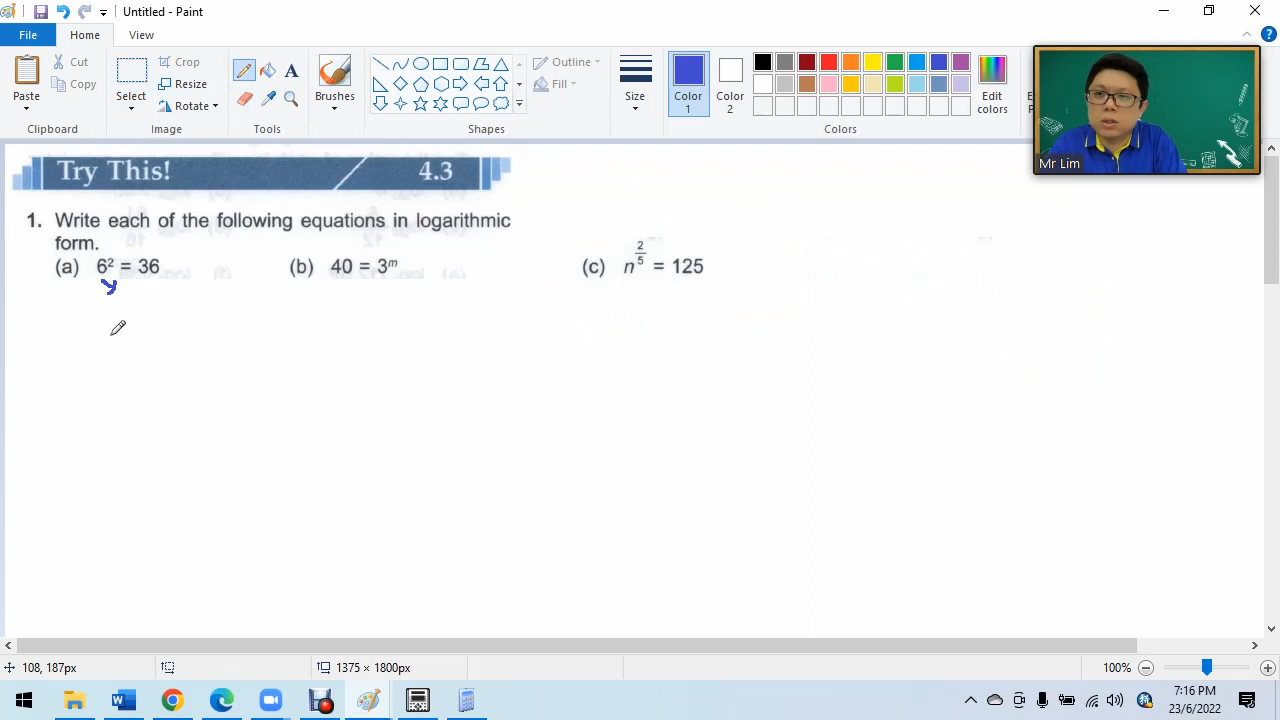 Untitled - Paint
File
Home
View
Paste
Cut
Copy
Clipboard
Select
Crop
Resize
Rotate
Image
Tools
Brushes
Outline
Fill
Shapes
Size
Color 1
Color 2
Edit colors
Colors
Mr Lim
Try This! 4.3
1. Write each of the following equations in logarithmic
form.
(a) 6² = 36 (b) 40 = 3ᵐ (c) n^(2/5) = 125
108, 187px
1375 × 1800px
100%
7:16 PM
23/6/2022